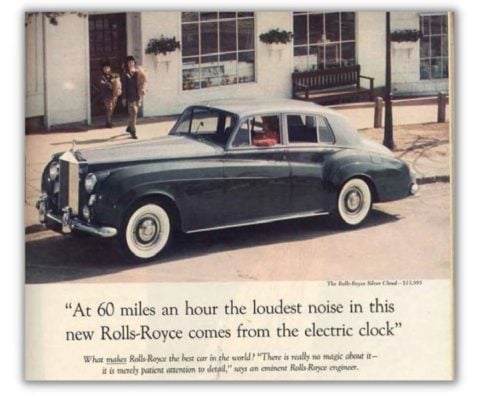 The Rolls-Royce Silver Cloud—$13,995
“At 60 miles an hour the loudest noise in this
new Rolls-Royce comes from the electric clock”
What makes Rolls-Royce the best car in the world? “There is really no magic about it—
it is merely patient attention to detail,” says an eminent Rolls-Royce engineer.